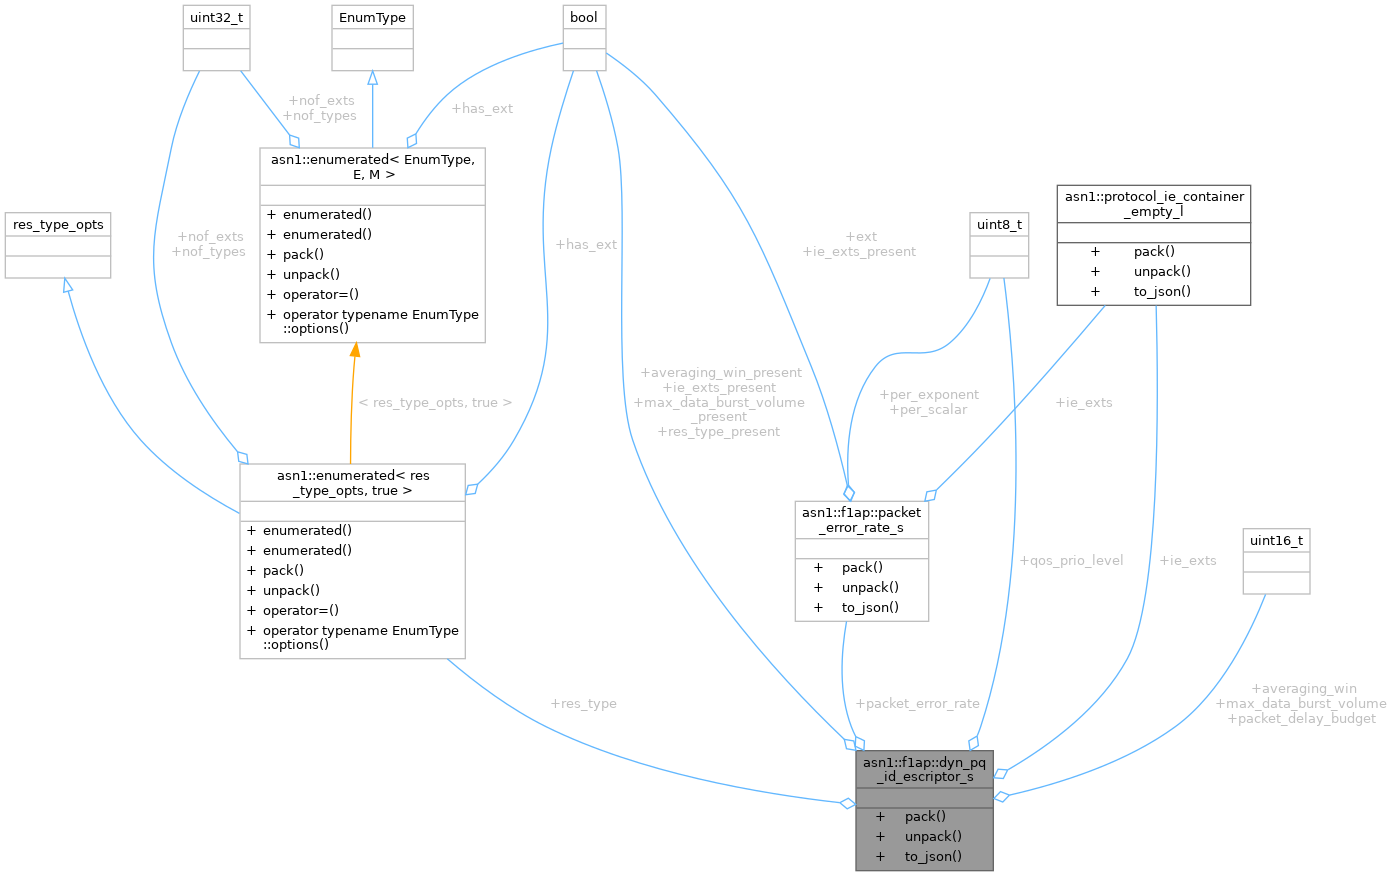 uint32_t
EnumType
bool
+nof_exts
+nof_types
+has_ext
asn1::enumerated< EnumType,
E, M >
+ enumerated()
+ enumerated()
+ pack()
+ unpack()
+ operator=()
+ operator typename EnumType
::options()
asn1::protocol_ie_container
_empty_l
+ pack()
+ unpack()
+ to_json()
res_type_opts
uint8_t
+nof_exts
+nof_types
+has_ext
+ext
+ie_exts_present
+averaging_win_present
+ie_exts_present
+max_data_burst_volume
_present
+res_type_present
+per_exponent
+per_scalar
+ie_exts
< res_type_opts, true >
asn1::enumerated< res
_type_opts, true >
+ enumerated()
+ enumerated()
+ pack()
+ unpack()
+ operator=()
+ operator typename EnumType
::options()
asn1::f1ap::packet
_error_rate_s
+ pack()
+ unpack()
+ to_json()
uint16_t
+qos_prio_level
+ie_exts
+res_type
+packet_error_rate
+averaging_win
+max_data_burst_volume
+packet_delay_budget
asn1::f1ap::dyn_pq
_id_escriptor_s
+ pack()
+ unpack()
+ to_json()